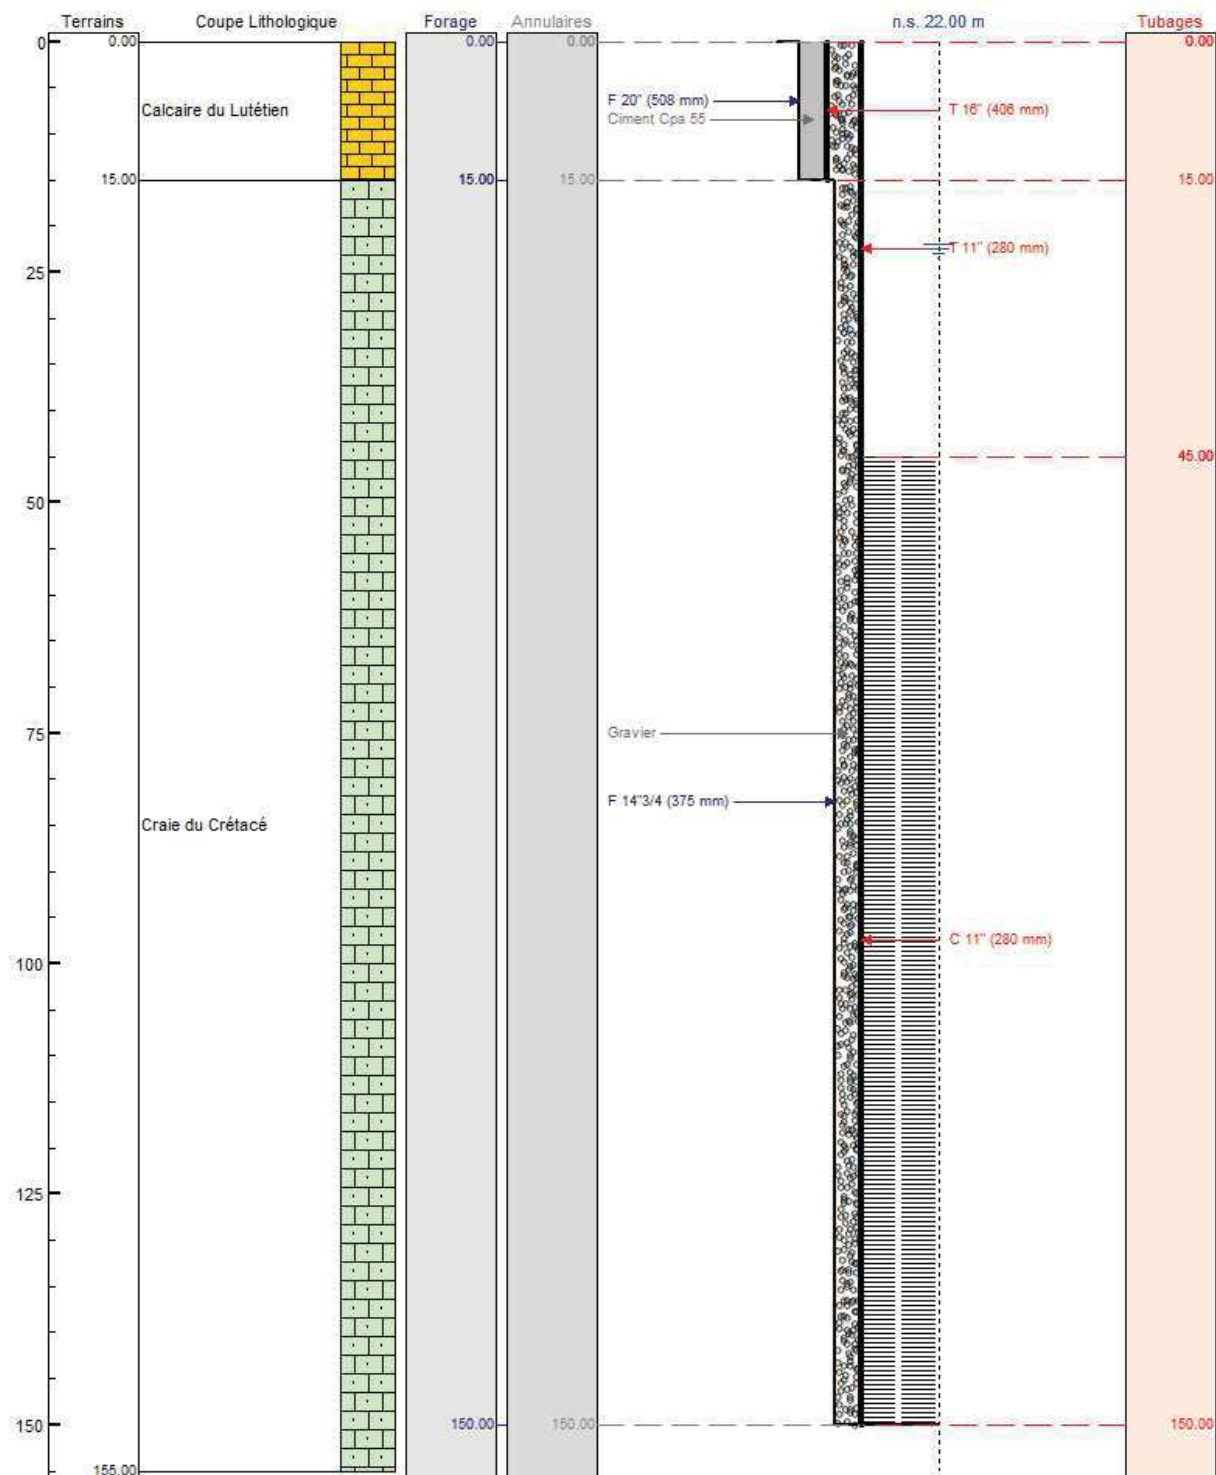 Terrains Coupe Lithologique Forage Annulaires n.s. 22.00 m Tubages
0 0.00 0.00 0.00 0.00
F 20" (508 mm) T 16" (406 mm)
Calcaire du Lutétien
Ciment Cpa 55
15.00 15.00 15.00 15.00
T 11" (280 mm)
25
45.00
50
Gravier
75
F 14"3/4 (375 mm)
Craie du Crétacé
C 11" (280 mm)
100
125
150 150.00 150.00 150.00
155.00